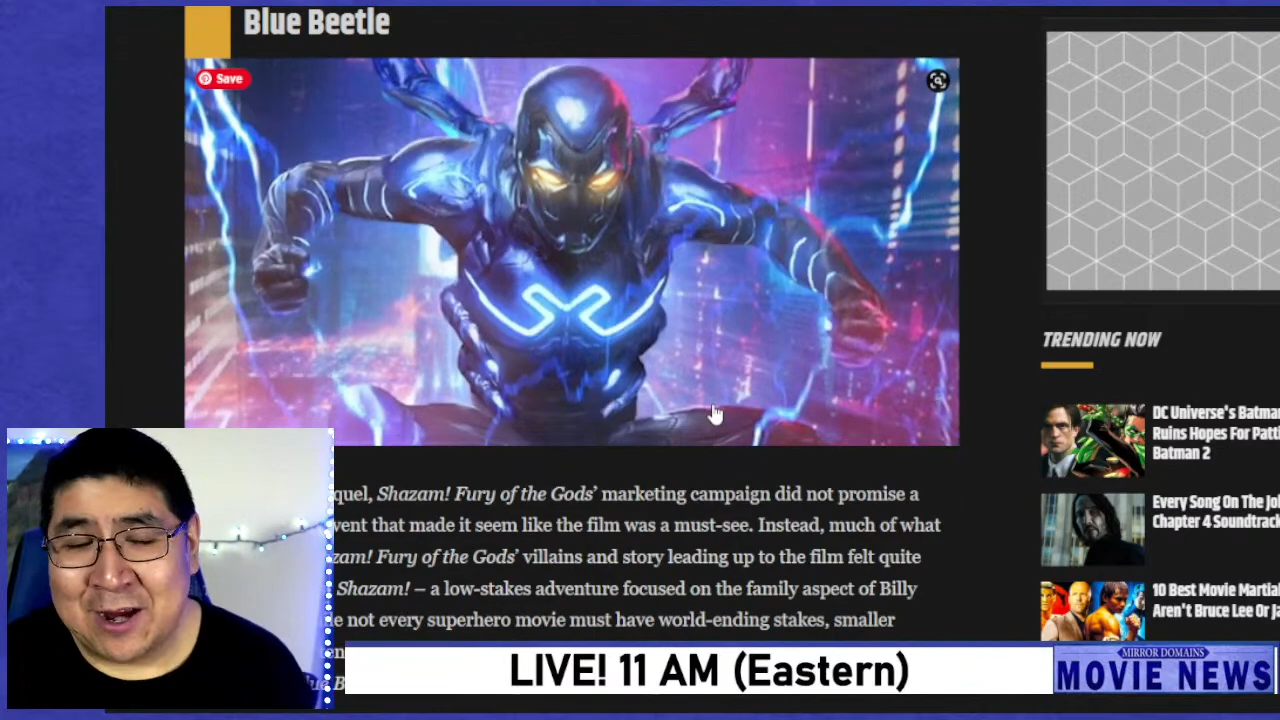 Blue Beetle
Save
quel, Shazam! Fury of the Gods' marketing campaign did not promise a
vent that made it seem like the film was a must-see. Instead, much of what
zam! Fury of the Gods' villains and story leading up to the film felt quite
Shazam! – a low-stakes adventure focused on the family aspect of Billy
le not every superhero movie must have world-ending stakes, smaller
TRENDING NOW
DC Universe's Batma
Ruins Hopes For Patti
Batman 2
Every Song On The Jo
Chapter 4 Soundtrack
10 Best Movie Martia
Aren't Bruce Lee Or Ja
LIVE! 11 AM (Eastern)
MIRROR DOMAINS
MOVIE NEWS